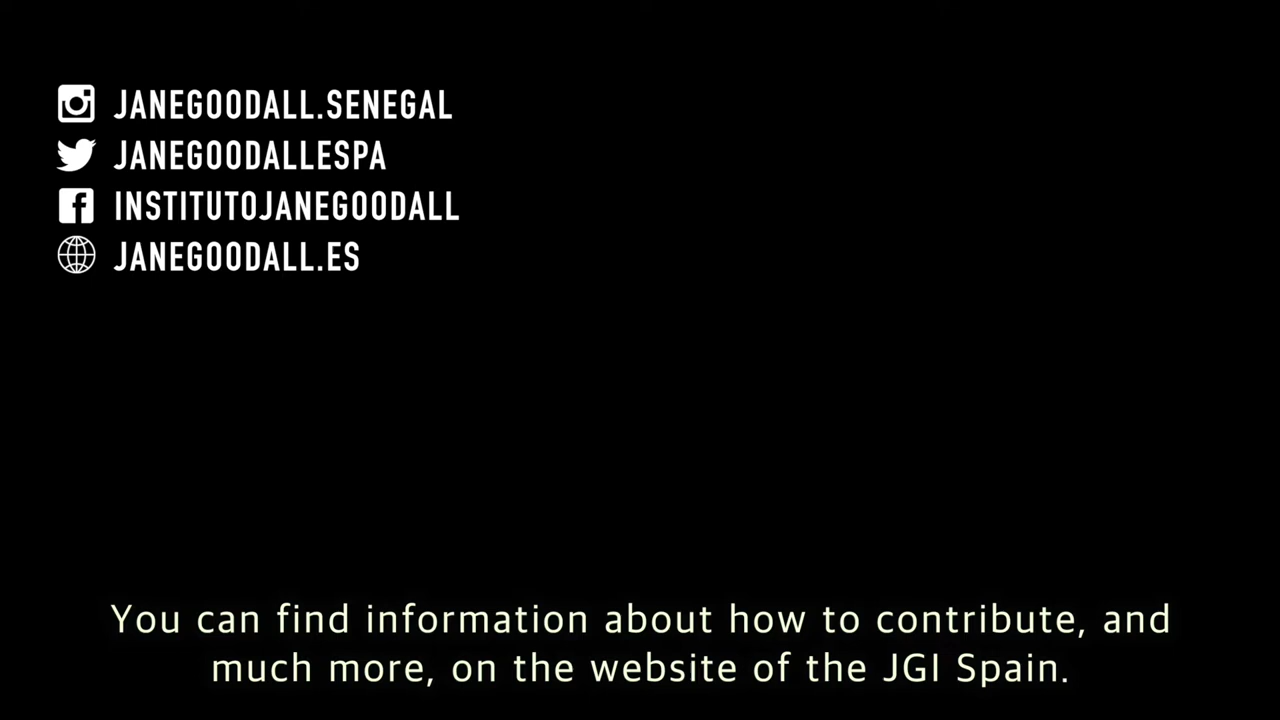 JANEGOODALL.SENEGAL
JANEGOODALLESPA
INSTITUTOJANEGOODALL
JANEGOODALL.ES
You can find information about how to contribute, and
much more, on the website of the JGI Spain.